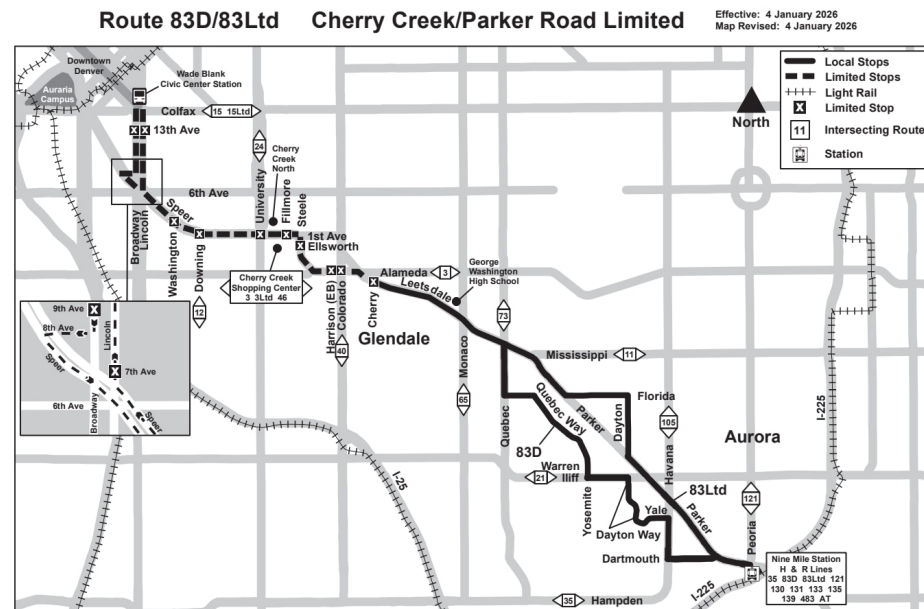 Route 83D/83Ltd Cherry Creek/Parker Road Limited
Effective: 4 January 2026
Map Revised: 4 January 2026
Downtown
Denver
Auraria
Campus
Wade Blank
Civic Center Station
Colfax
15 15Ltd
13th Ave
24
Cherry
Creek
North
6th Ave
University
Fillmore
Steele
Speer
Broadway
Lincoln
Washington
Downing
1st Ave
Ellsworth
Cherry Creek
Shopping Center
3 3Ltd 46
12
Harrison (EB)
Colorado
40
Cherry
Alameda
3
Leetsdale
George
Washington
High School
Glendale
Monaco
65
73
Mississippi
11
Quebec
Quebec Way
83D
Parker
Dayton
Florida
105
Havana
Aurora
Warren
21
Iliff
Yosemite
Dayton Way
Yale
83Ltd
Parker
121
Peoria
Dartmouth
35
Hampden
I-25
I-225
I-225
Nine Mile Station
H & R Lines
35 83D 83Ltd 121
130 131 133 135
139 483 AT
Local Stops
Limited Stops
Light Rail
Limited Stop
11 Intersecting Route
Station
North
9th Ave
8th Ave
Lincoln
Speer
7th Ave
6th Ave
Broadway
Speer